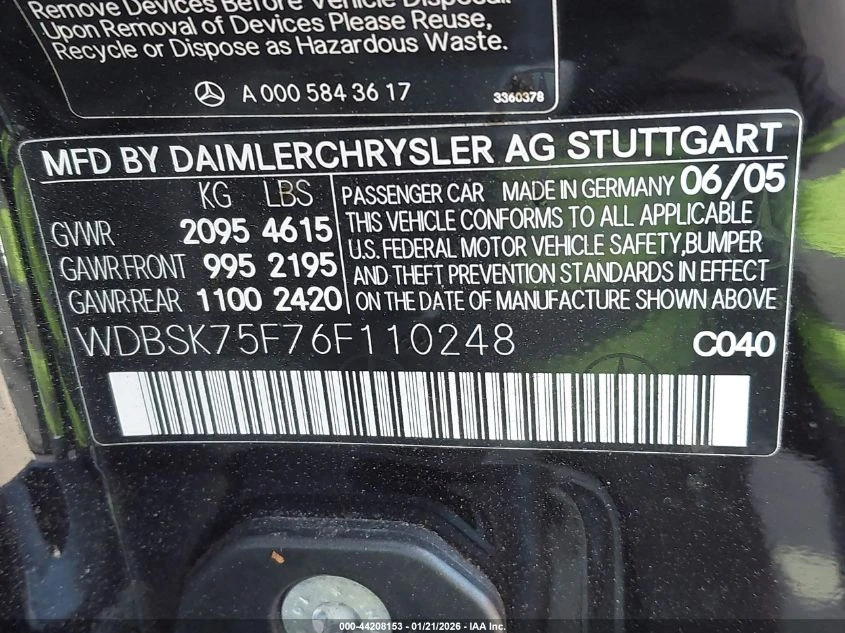 Remove Devices Before Vehicle Disposal.
Upon Removal of Devices Please Reuse,
Recycle or Dispose as Hazardous Waste.
A 000 584 36 17
3360378
MFD BY DAIMLERCHRYSLER AG STUTTGART
KG LBS
GVWR 2095 4615
GAWR FRONT 995 2195
GAWR REAR 1100 2420
PASSENGER CAR MADE IN GERMANY 06/05
THIS VEHICLE CONFORMS TO ALL APPLICABLE
U.S. FEDERAL MOTOR VEHICLE SAFETY, BUMPER
AND THEFT PREVENTION STANDARDS IN EFFECT
ON THE DATE OF MANUFACTURE SHOWN ABOVE
WDBSK75F76F110248
C040
000-44208153 - 01/21/2026 - IAA Inc.